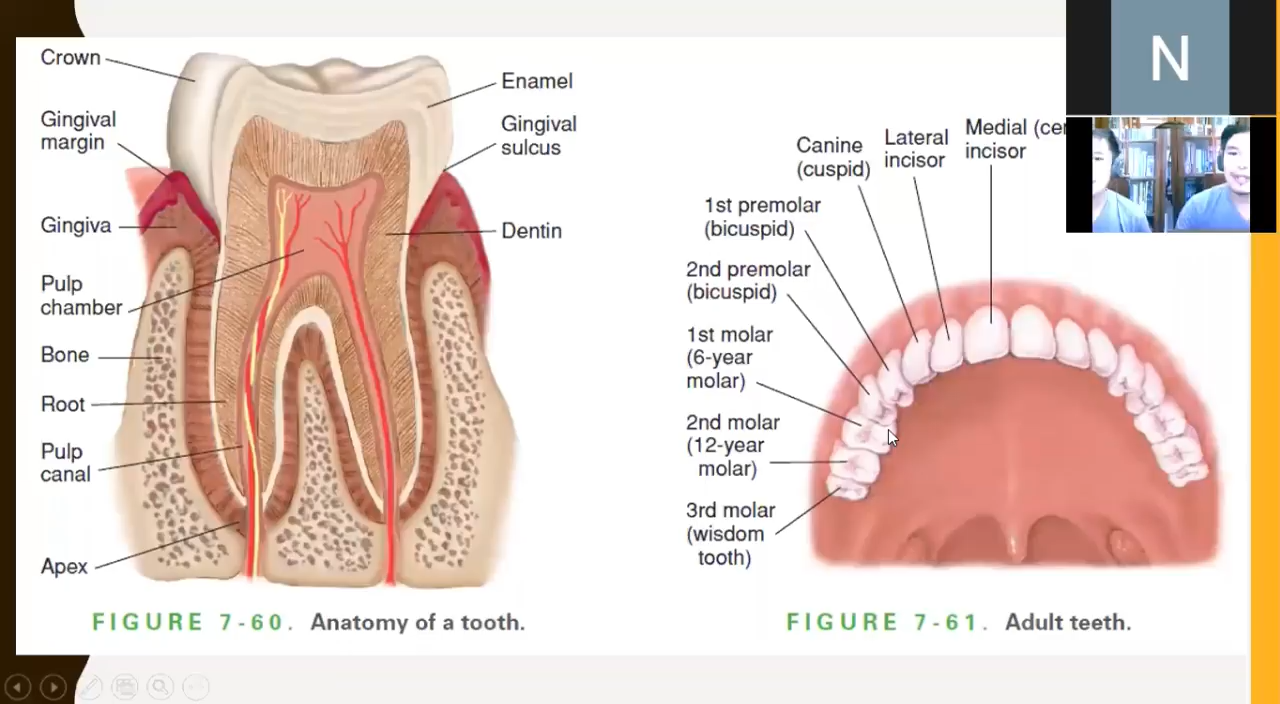 Crown
Gingival
margin
Gingiva
Pulp
chamber
Bone
Root
Pulp
canal
Apex
Enamel
Gingival
sulcus
Dentin
FIGURE 7-60. Anatomy of a tooth.
Canine
(cuspid)
Lateral
incisor
Medial
incisor
1st premolar
(bicuspid)
2nd premolar
(bicuspid)
1st molar
(6-year
molar)
2nd molar
(12-year
molar)
3rd molar
(wisdom
tooth)
FIGURE 7-61. Adult teeth.
N